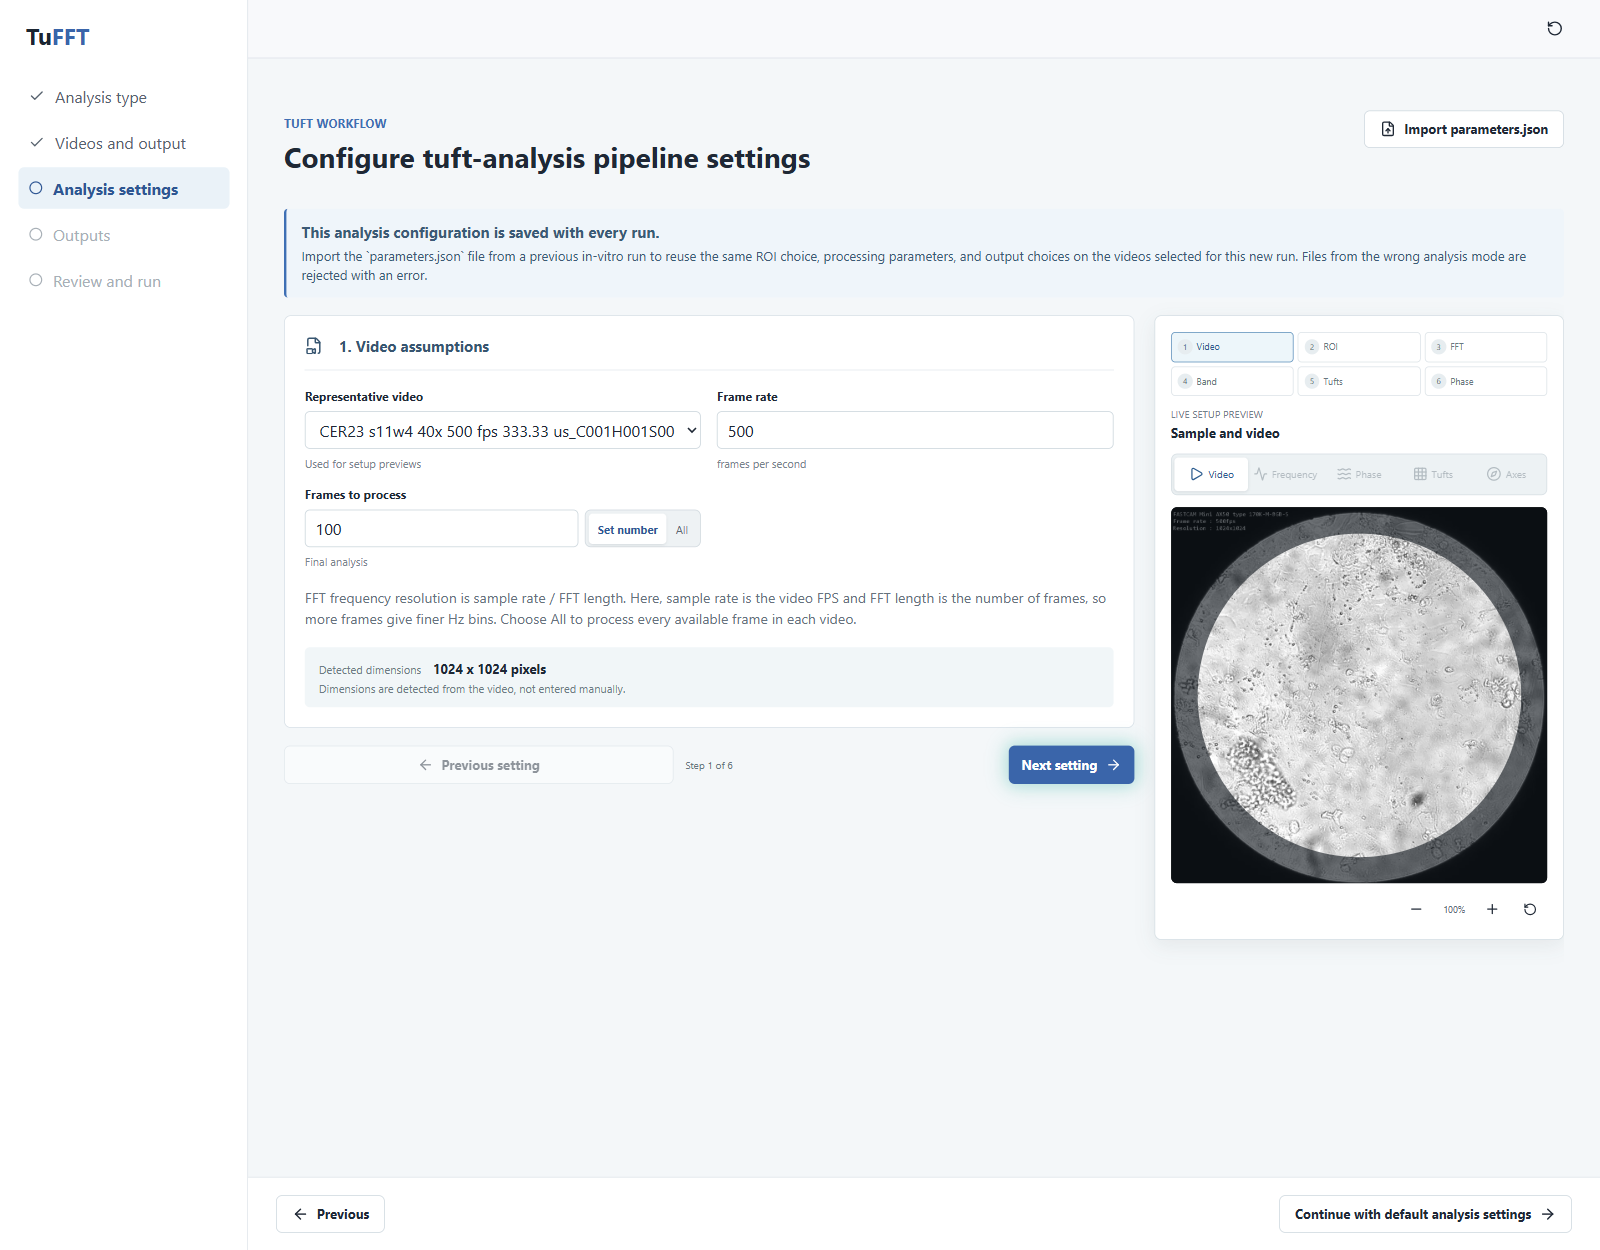 TuFFT
Analysis type
Videos and output
Analysis settings
Outputs
Review and run
TUFT WORKFLOW
Configure tuft-analysis pipeline settings
Import parameters.json
This analysis configuration is saved with every run.
Import the `parameters.json` file from a previous in-vitro run to reuse the same ROI choice, processing parameters, and output choices on the videos selected for this new run. Files from the wrong analysis mode are
rejected with an error.
1. Video assumptions
Representative video
Frame rate
CER23 s11w4 40x 500 fps 333.33 us_C001H001S00
500
Used for setup previews
frames per second
Frames to process
100
Set number
All
Final analysis
FFT frequency resolution is sample rate / FFT length. Here, sample rate is the video FPS and FFT length is the number of frames, so
more frames give finer Hz bins. Choose All to process every available frame in each video.
Detected dimensions 1024 x 1024 pixels
Dimensions are detected from the video, not entered manually.
Previous setting
Step 1 of 6
Next setting
1 Video
2 ROI
3 FFT
4 Band
5 Tufts
6 Phase
LIVE SETUP PREVIEW
Sample and video
Video
Frequency
Phase
Tufts
Axes
Frame rate : 500fps
Resolution : 1024x1024
100%
Previous
Continue with default analysis settings